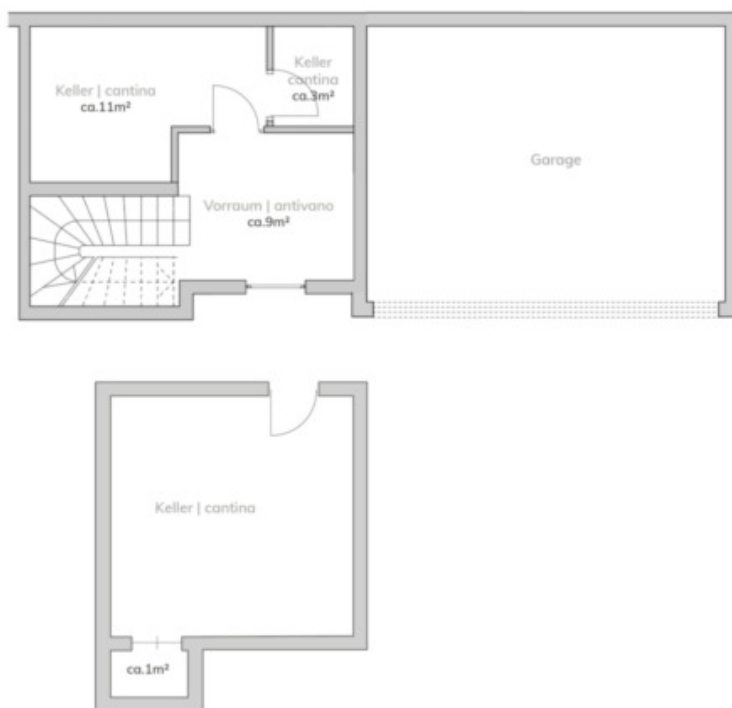 Keller | cantina
ca.11m²
Keller
cantina
ca.3m²
Garage
Vorraum | antivano
ca.9m²
Keller | cantina
ca.1m²